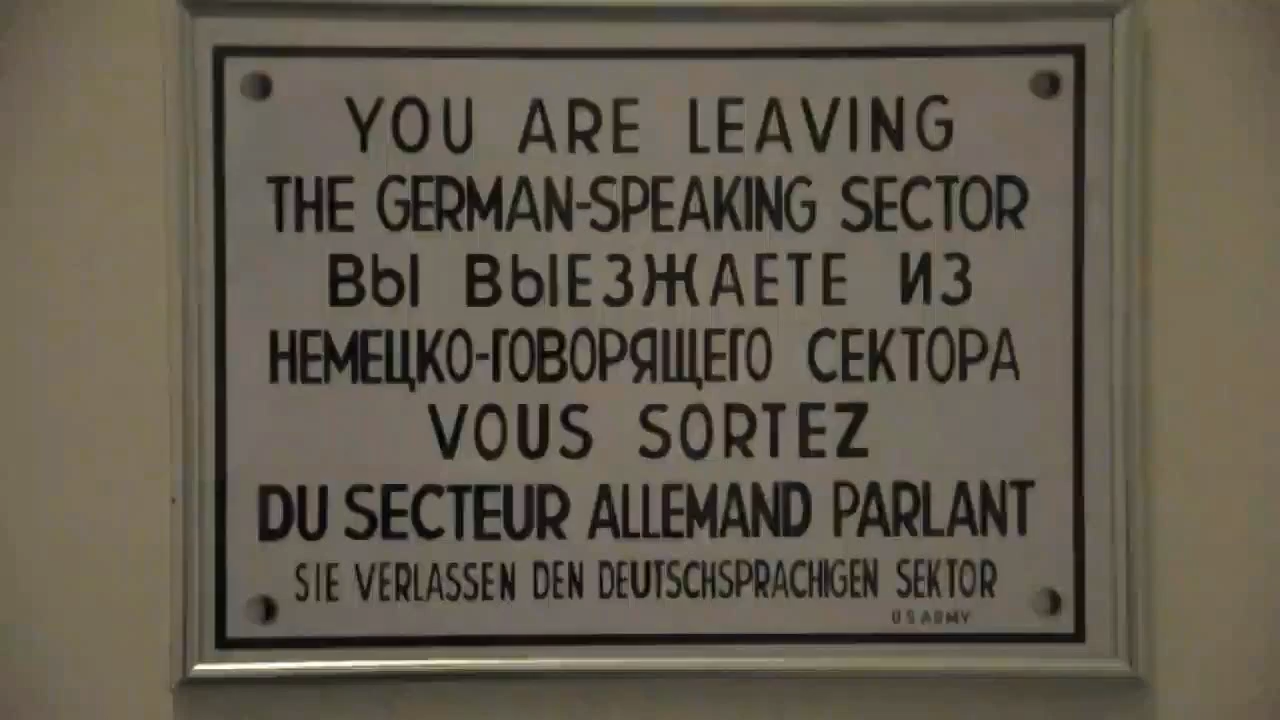 YOU ARE LEAVING
THE GERMAN-SPEAKING SECTOR
ВЫ ВЫЕЗЖАЕТЕ ИЗ
НЕМЕЦКО-ГОВОРЯЩЕГО СЕКТОРА
VOUS SORTEZ
DU SECTEUR ALLEMAND PARLANT
SIE VERLASSEN DEN DEUTSCHSPRACHIGEN SEKTOR
US ARMY